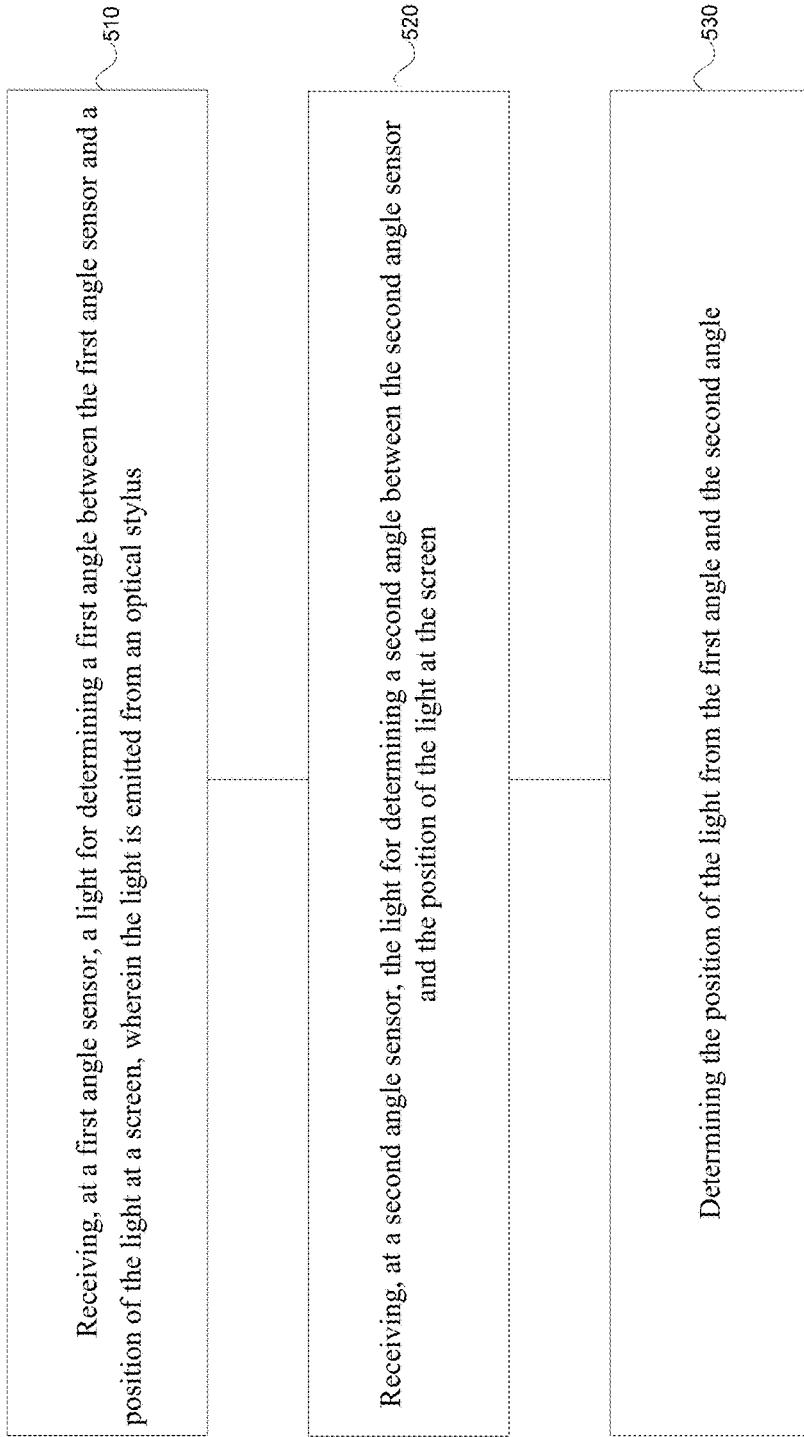 Receiving, at a first angle sensor, a light for determining a first angle between the first angle sensor and a
position of the light at a screen, wherein the light is emitted from an optical stylus
510
Receiving, at a second angle sensor, the light for determining a second angle between the second angle sensor
and the position of the light at the screen
520
Determining the position of the light from the first angle and the second angle
530